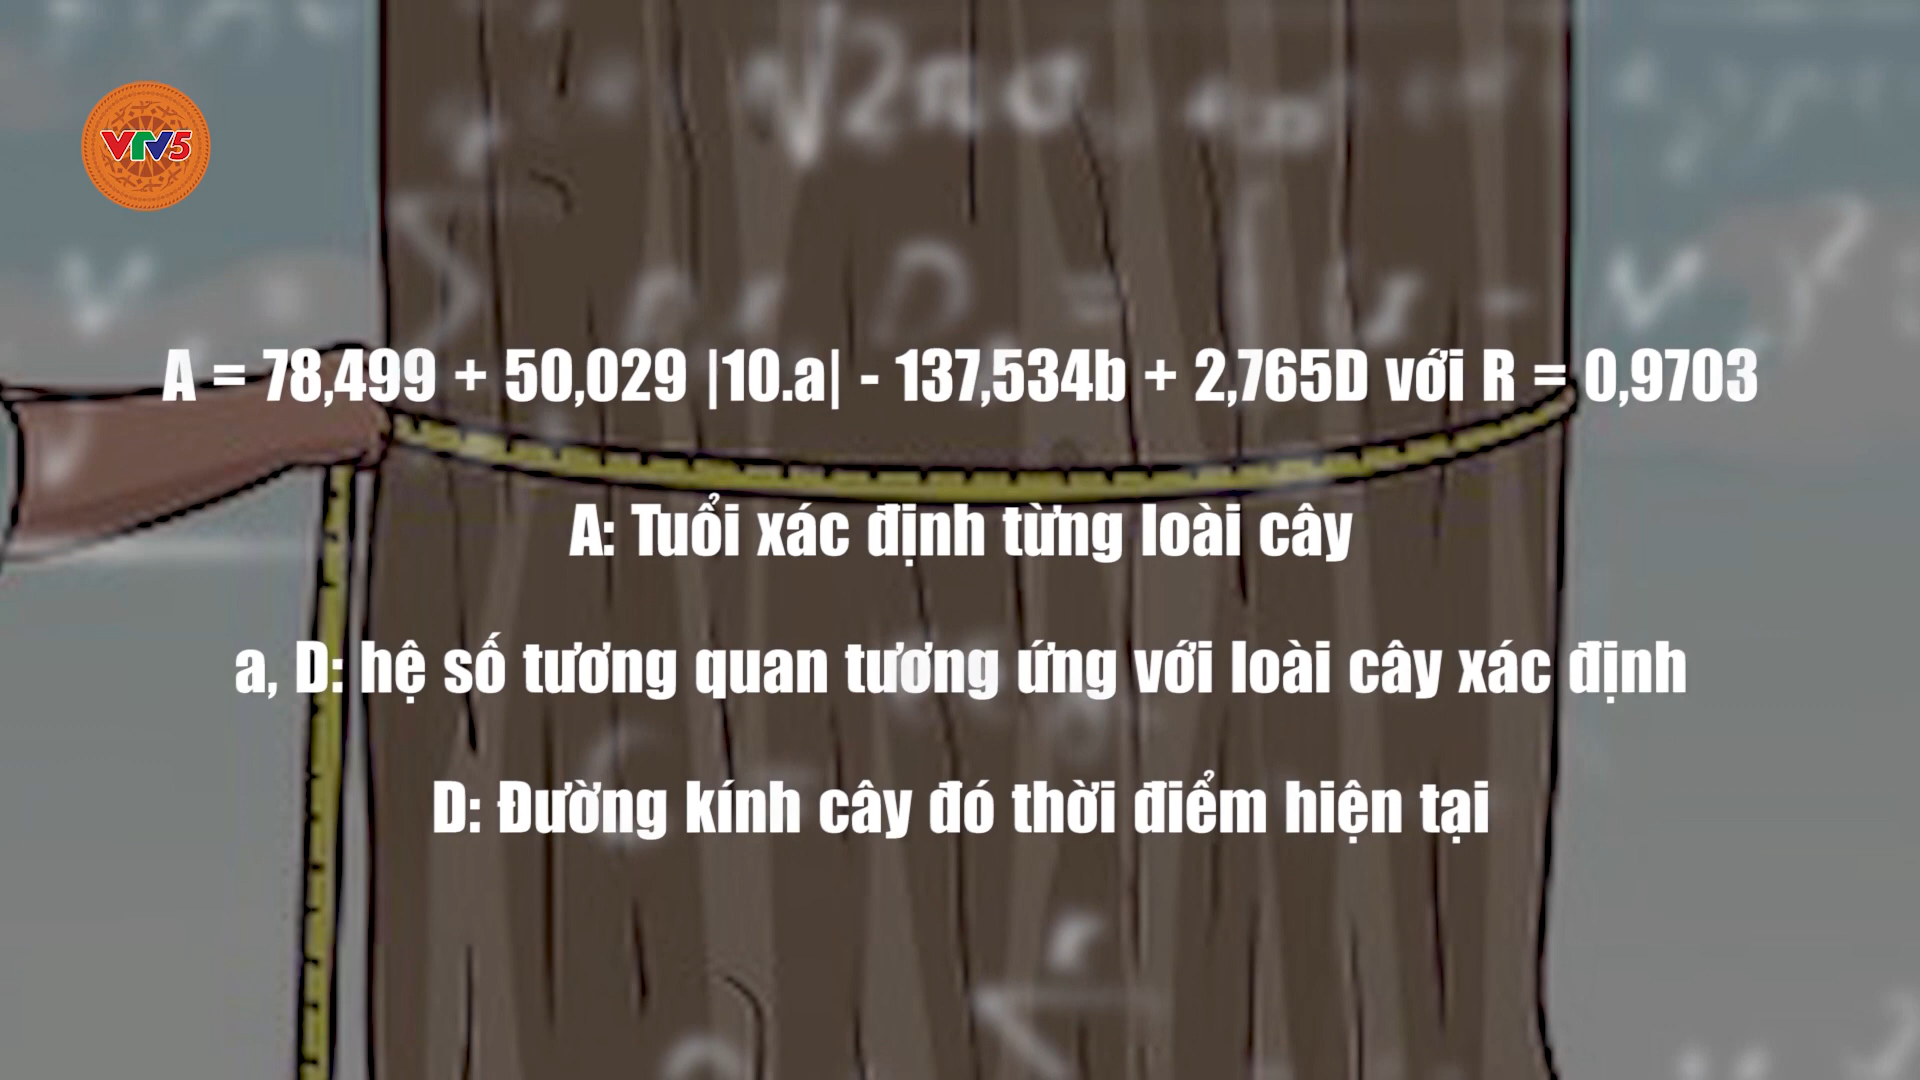 VTV5
A = 78,499 + 50,029 |10.a| - 137,534b + 2,765D với R = 0,9703
A: Tuổi xác định từng loài cây
a, D: hệ số tương quan tương ứng với loài cây xác định
D: Đường kính cây đó thời điểm hiện tại